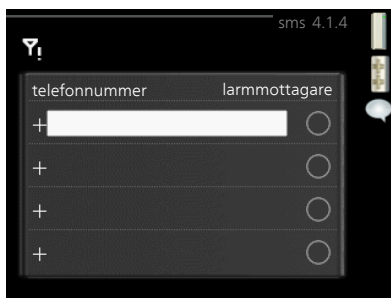 sms 4.1.4
telefonnummer larmmottagare
+
+
+
+